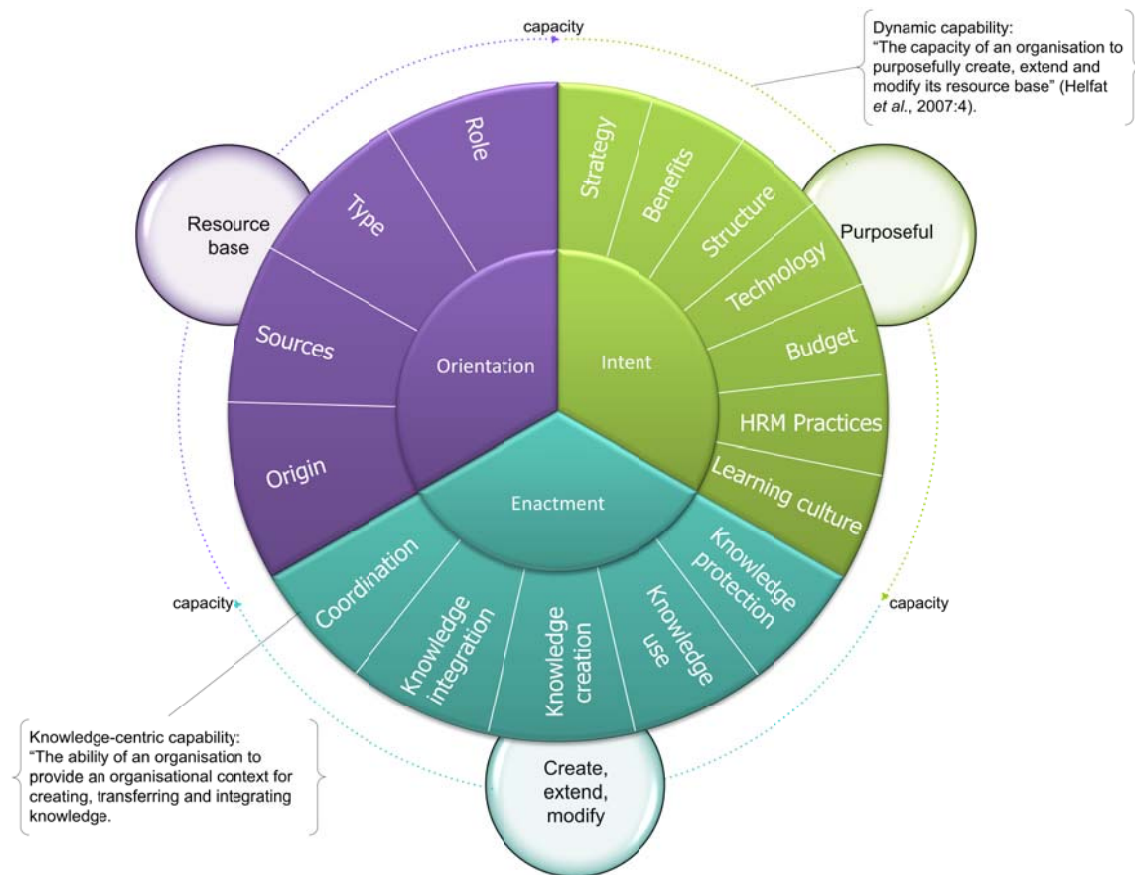 capacity
Dynamic capability:
“The capacity of an organisation to
purposefully create, extend and
modify its resource base” (Helfat
et al., 2007:4).
Role
Strategy
Benefits
Type
Structure
Resource
base
Purposeful
Technology
Sources
Budget
Orientation
Intent
HRM Practices
Origin
Learning culture
Enactment
Knowledge
protection
Coordination
Knowledge
use
Knowledge
integration
Knowledge
creation
capacity
capacity
Knowledge-centric capability:
“The ability of an organisation to
provide an organisational context for
creating, transferring and integrating
knowledge.
Create,
extend,
modify